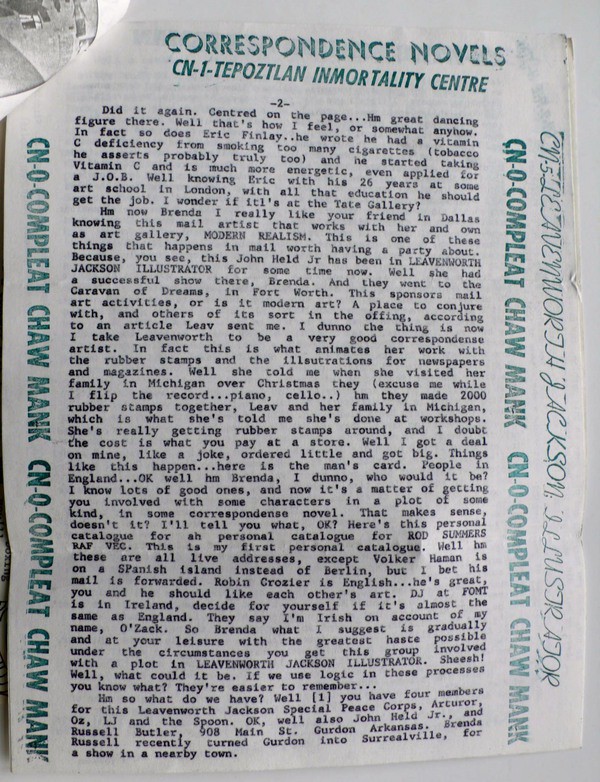 CORRESPONDENCE NOVELS
CN-1-TEPOZTLAN INMORTALITY CENTRE
-2-
Did it again. Centred on the page...Hm great dancing
figure there. Well that's how I feel, or somewhat anyhow.
In fact so does Eric Finlay..he wrote he had a vitamin
C deficiency from smoking too many cigarettes (tobacco
he asserts probably truly too) and he started taking
Vitamin C and is much more energetic, even applied for
a J.O.B. Well knowing Eric with his 26 years at some
art school in London, with all that education he should
get the job. I wonder if itl's at the Tate Gallery?
Hm now Brenda I really like your friend in Dallas
knowing this mail artist that works with her and own
as art gallery, MODERN REALISM. This is one of these
things that happens in mail worth having a party about.
Because, you see, this John Held Jr has been in LEAVENWORTH
JACKSON ILLUSTRATOR for some time now. Well she had
a successful show there, Brenda. And they went to the
Caravan of Dreams, in Fort Worth. This sponsors mail
art activities, or is it modern art? A place to conjure
with, and others of its sort in the offing, according
to an article Leav sent me. I dunno the thing is now
I take Leavenworth to be a very good correspondense
artist. In fact this is what animates her work with
the rubber stamps and the illsutrations for newspapers
and magazines. Well she told me when she visited her
family in Michigan over Christmas they (excuse me while
I flip the record...piano, cello..) hm they made 2000
rubber stamps together, Leav and her family in Michigan,
which is what she's told me she's done at workshops.
She's really getting rubber stamps around, and I doubt
the cost is what you pay at a store. Well I got a deal
on mine, like a joke, ordered little and got big. Things
like this happen...here is the man's card. People in
England...OK well hm Brenda, I dunno, who would it be?
I know lots of good ones, and now it's a matter of getting
you involved with some characters in a plot of some
kind, in some correspondense novel. That makes sense,
doesn't it? I'll tell you what, OK? Here's this personal
catalogue for ah personal catalogue for ROD SUMMERS
RAF VEC. This is my first personal catalogue. Well hm
these are all live addresses, except Volker Haman is
on a SPanish island instead of Berlin, but I bet his
mail is forwarded. Robin Crozier is English...he's great,
you and he should like each other's art. DJ at FOMT
is in Ireland, decide for yourself if it's almost the
same as England. They say I'm Irish on account of my
name, O'Zack. So Brenda what I suggest is gradually
and at your leisure with the greatest haste possible
under the circumstances you get this group involved
with a plot in LEAVENWORTH JACKSON ILLUSTRATOR. Sheesh!
Well, what could it be. If we use logic in these processes
you know what? They're easier to remember...
Hm so what do we have? Well [1] you have four members
for this Leavenworth Jackson Special Peace Corps, Arturor,
Oz, LJ and the Spoon. OK, well also John Held Jr., and
Russell Butler, 908 Main St. Gurdon Arkansas. Brenda
Russell recently turned Gurdon into Surrealville, for
a show in a nearby town.
CN-O-COMPLEAT CHAW MANK CN-O-COMPLEAT CHAW MANK
CN-O-COMPLEAT CHAW MANK CN-O-COMPLEAT CHAW MANK